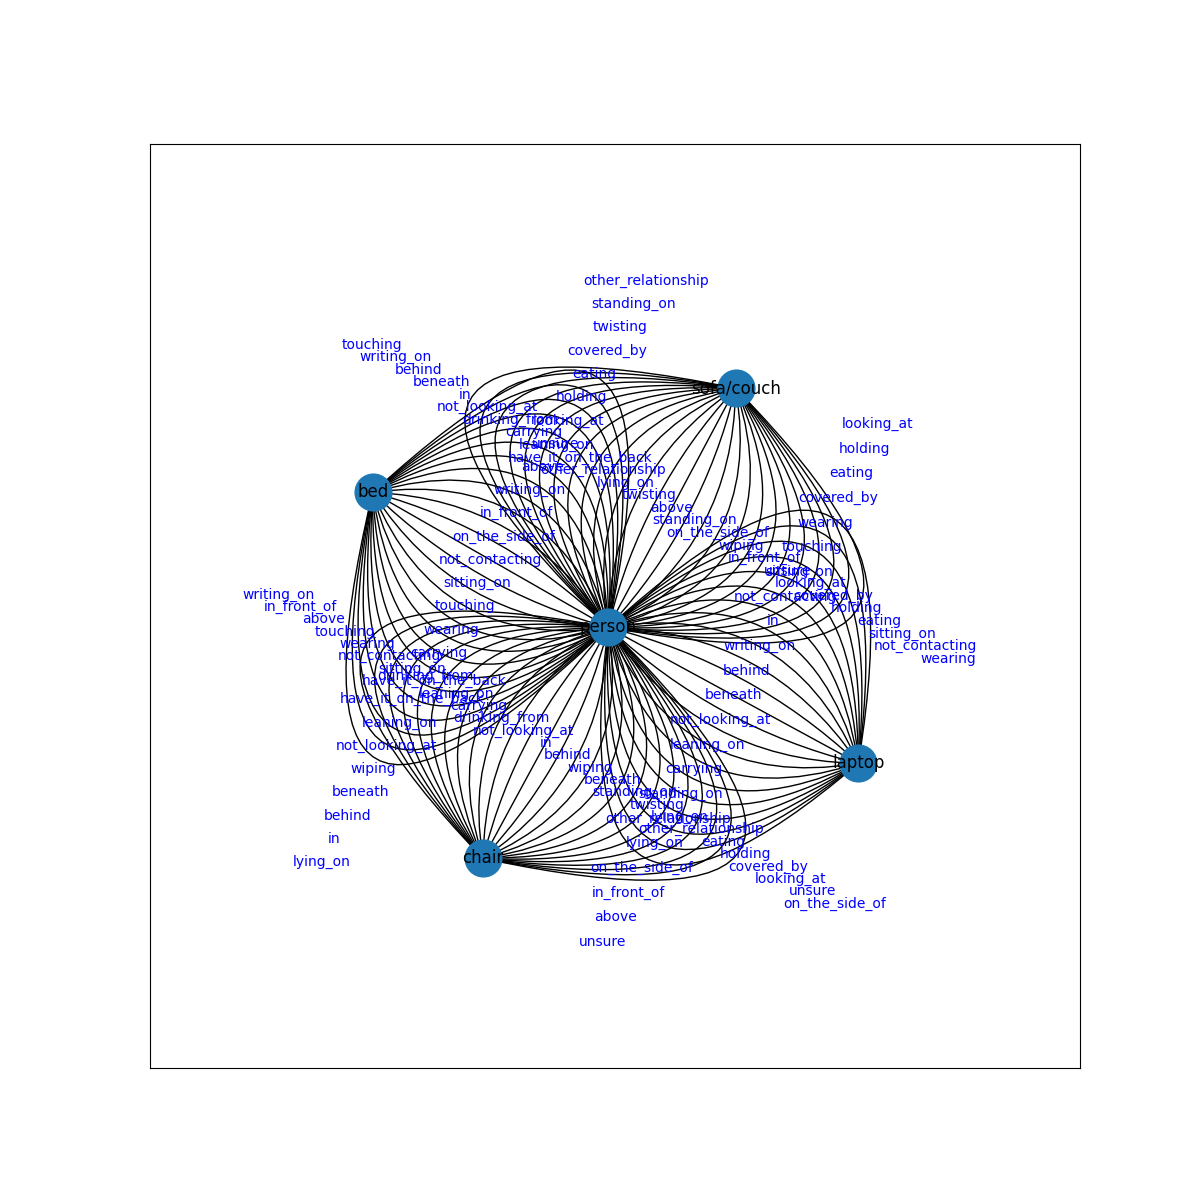 other_relationship
standing_on
twisting
touching
covered_by
writing_on
behind
eating
beneath
sofa/couch
in
holding
not_looking_at
drinking_from
looking_at
looking_at
carrying
unsure
leaning_on
holding
have_it_on_the_back
above
other_relationship
eating
lying_on
writing_on
bed
twisting
covered_by
above
in_front_of
standing_on
wearing
on_the_side_of
on_the_side_of
wiping
touching
not_contacting
in_front_of
unsure
sitting_on
sitting_on
looking_at
writing_on
not_contacting
covered_by
in_front_of
touching
holding
above
in
eating
person
wearing
touching
sitting_on
wearing
writing_on
not_contacting
not_contacting
carrying
wearing
sitting_on
behind
drinking_from
have_it_on_the_back
leaning_on
beneath
have_it_on_the_back
carrying
drinking_from
not_looking_at
leaning_on
not_looking_at
in
leaning_on
not_looking_at
behind
laptop
wiping
wiping
carrying
beneath
beneath
standing_on
standing_on
twisting
behind
lying_on
other_relationship
other_relationship
in
eating
lying_on
holding
chair
lying_on
covered_by
on_the_side_of
looking_at
in_front_of
unsure
on_the_side_of
above
unsure